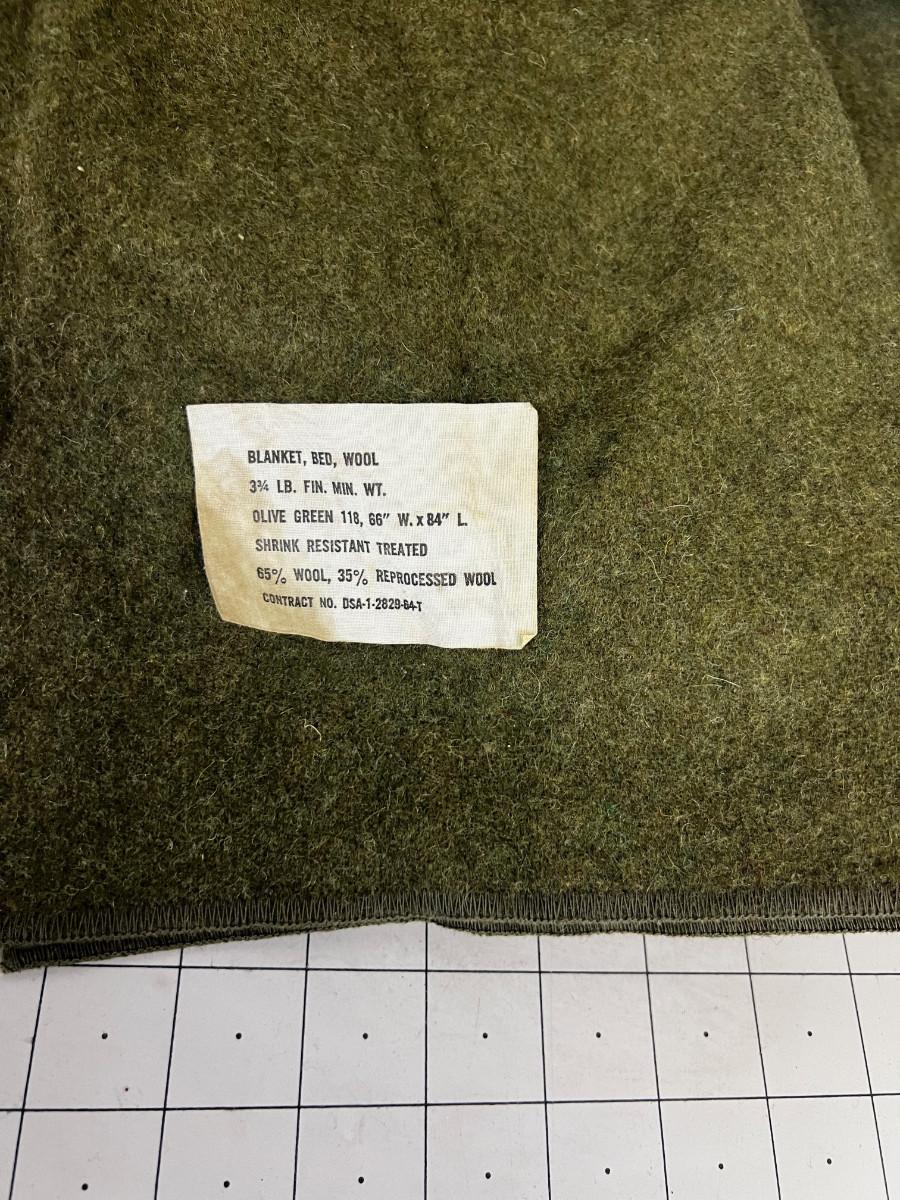 BLANKET, BED, WOOL
3¾ LB. FIN. MIN. WT.
OLIVE GREEN 118, 66" W. x 84" L.
SHRINK RESISTANT TREATED
65% WOOL, 35% REPROCESSED WOOL
CONTRACT NO. DSA-1-2829-64-T